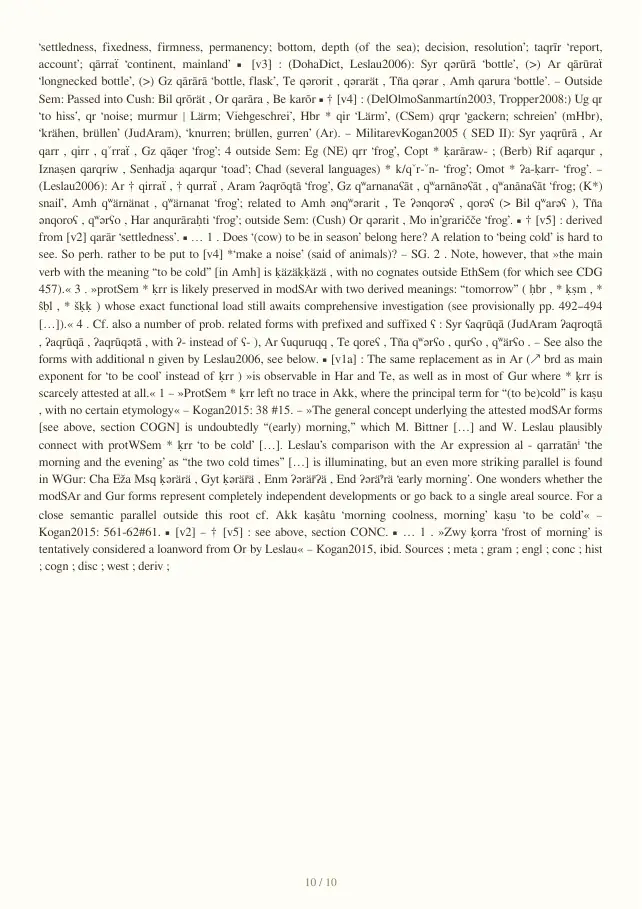 ‘settledness, fixedness, firmness, permanency; bottom, depth (of the sea); decision, resolution’; taqrīr ‘report,
account’; qārraẗ ‘continent, mainland’ ▪ [v3] : (DohaDict, Leslau2006): Syr qərūrā ‘bottle’, (>) Ar qārūraẗ
‘longnecked bottle’, (>) Gz qārārā ‘bottle, flask’, Te qərorit , qərarät , Tña qərar , Amh qarura ‘bottle’. – Outside
Sem: Passed into Cush: Bil qōrät , Or qarāra , Be karōr ▪ † [v4] : (DelOlmoSanmartín2003, Tropper2008:) Ug qr
‘to hiss’, qr ‘noise; murmur | Lärm; Viehgeschrei’, Hbr * qir ‘Lärm’, (CSem) qrqr ‘gackern; schreien’ (mHbr),
‘krähen, brüllen’ (JudAram), ‘knurren; brüllen, gurren’ (Ar). – MilitarevKogan2005 ( SED II): Syr yaqrūrā , Ar
qarr , qirr , qˇrraẗ , Gz qāqer ‘frog’; 4 outside Sem: Eg (NE) qrr ‘frog’, Copt * ḳarāraw- ; (Berb) Rif aqarqur ,
Iznaṣen qarqriw , Senhadja aqarqur ‘toad’; Chad (several languages) * k/qˇr-ˇn- ‘frog’; Omot * ʔa-ḳarr- ‘frog’. –
(Leslau2006): Ar † qirraẗ , † qurraẗ , Aram ʔaqrōqtā ‘frog’, Gz qʷarnanaʕāt , qʷarnānəʕāt , qʷanānaʕāt ‘frog; (K*)
snail’, Amh qʷärnänat , qʷärnanat ‘frog’; related to Amh ənqʷərarit , Te ʔənqorəʕ , qorəʕ (> Bil qʷarəʕ ), Tña
ənqoroʕ , qʷərʕo , Har anqurāraḥti ‘frog’; outside Sem: (Cush) Or qərarit , Mo in’graričče ‘frog’. ▪ † [v5] : derived
from [v2] qarār ‘settledness’. ▪ … 1 . Does ‘(cow) to be in season’ belong here? A relation to ‘being cold’ is hard to
see. So perh. rather to be put to [v4] *‘make a noise’ (said of animals)? – SG. 2 . Note, however, that »the main
verb with the meaning “to be cold” [in Amh] is ḳäzäḳḳäzä , with no cognates outside EthSem (for which see CDG
457).« 3 . »protSem * ḳrr is likely preserved in modSAr with two derived meanings: “tomorrow” ( ḥbr , * ḳṣm , *
ŝḅl , * šḳḳ ) whose exact functional load still awaits comprehensive investigation (see provisionally pp. 492–494
[…]).« 4 . Cf. also a number of prob. related forms with prefixed and suffixed ʕ : Syr ʕaqrūqā (JudAram ʔaqroqtā
, ʔaqrūqā , ʔaqrūqətā , with ʔ- instead of ʕ- ), Ar ʕuquruqq , Te qoreʕ , Tña qʷərʕo , qurʕo , qʷärʕo . – See also the
forms with additional n given by Leslau2006, see below. ▪ [v1a] : The same replacement as in Ar (↗ brd as main
exponent for ‘to be cool’ instead of ḳrr ) »is observable in Har and Te, as well as in most of Gur where * ḳrr is
scarcely attested at all.« 1 – »ProtSem * ḳrr left no trace in Akk, where the principal term for “(to be)cold” is kaṣu
, with no certain etymology« – Kogan2015: 38 #15. – »The general concept underlying the attested modSAr forms
[see above, section COGN] is undoubtedly “(early) morning,” which M. Bittner […] and W. Leslau plausibly
connect with protWSem * ḳrr ‘to be cold’ […]. Leslau’s comparison with the Ar expression al - qarratāni ‘the
morning and the evening’ as “the two cold times” […] is illuminating, but an even more striking parallel is found
in WGur: Cha Eža Msq ḳərärä , Gyt ḳərär̃ä , Enm ʔərär̃ʔä , End ʔərär̃ʾrä ‘early morning’. One wonders whether the
modSAr and Gur forms represent completely independent developments or go back to a single areal source. For a
close semantic parallel outside this root cf. Akk kaṣâtu ‘morning coolness, morning’ kaṣu ‘to be cold’« –
Kogan2015: 561-62#61. ▪ [v2] – † [v5] : see above, section CONC. ▪ … 1 . »Zwy ḳorra ‘frost of morning’ is
tentatively considered a loanword from Or by Leslau« – Kogan2015, ibid. Sources ; meta ; gram ; engl ; conc ; hist
; cogn ; disc ; west ; deriv ;
10 / 10